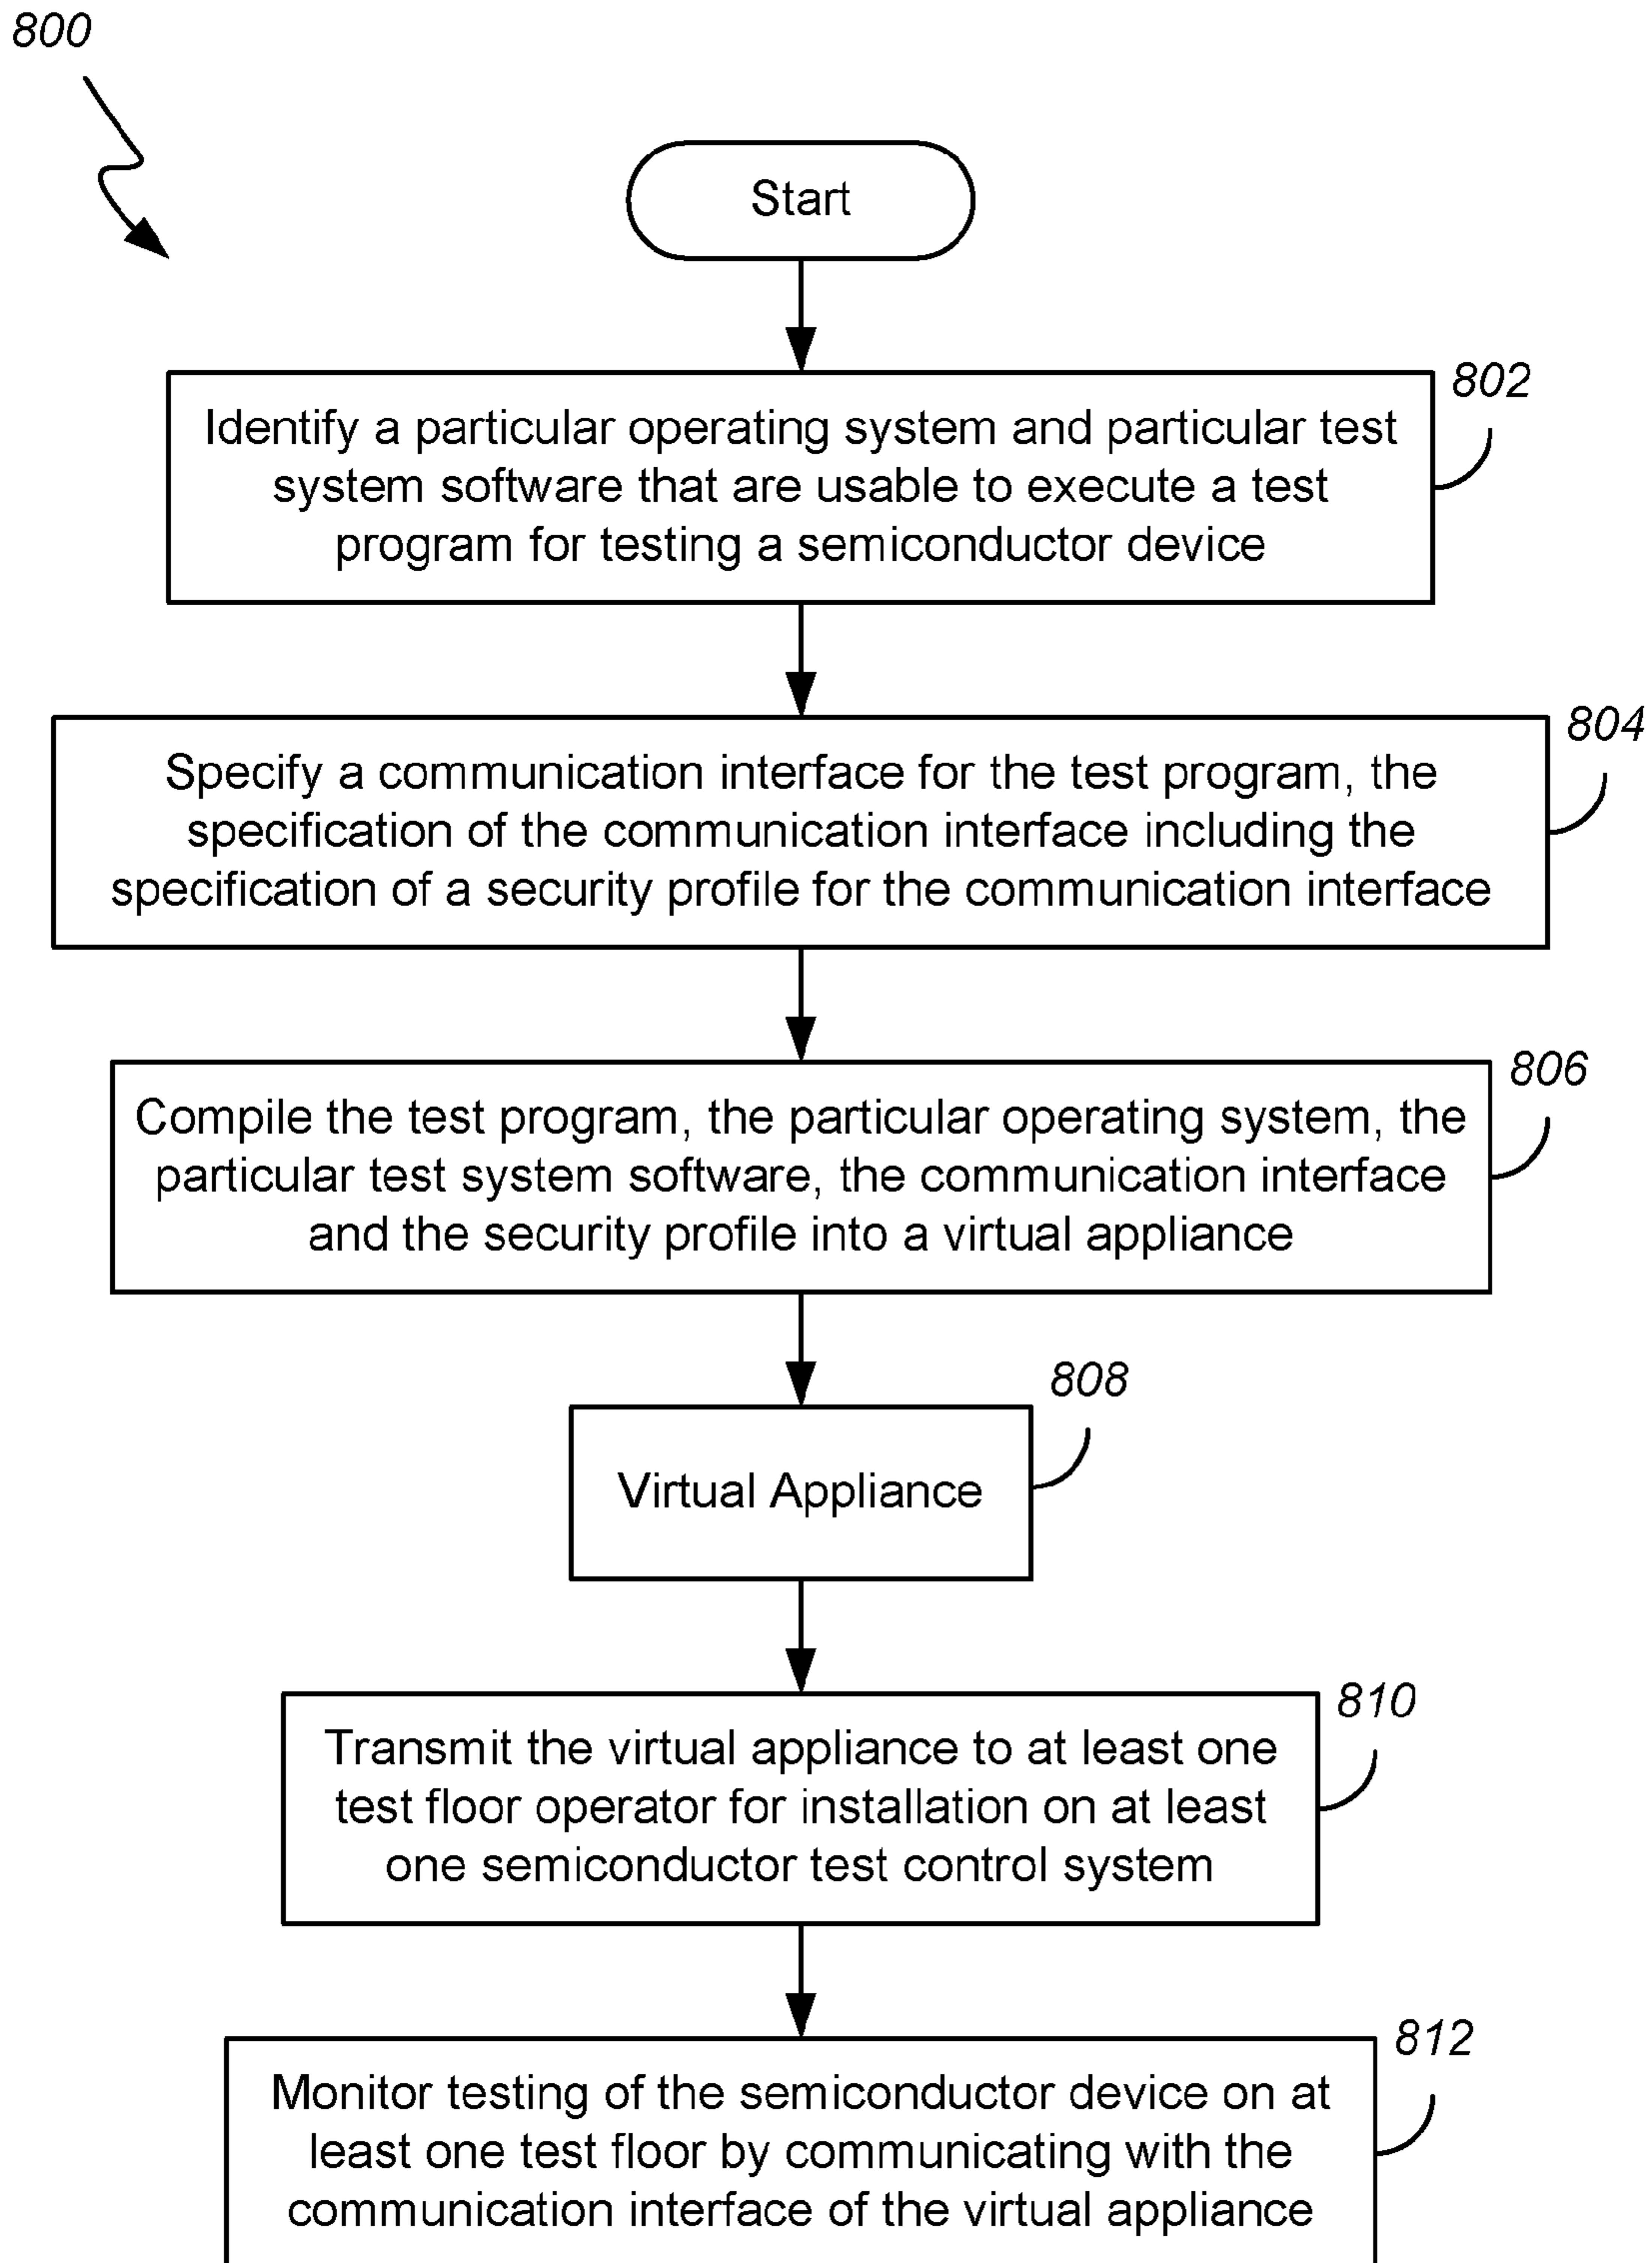 800
Start
802
Identify a particular operating system and particular test
system software that are usable to execute a test
program for testing a semiconductor device
804
Specify a communication interface for the test program, the
specification of the communication interface including the
specification of a security profile for the communication interface
806
Compile the test program, the particular operating system, the
particular test system software, the communication interface
and the security profile into a virtual appliance
808
Virtual Appliance
810
Transmit the virtual appliance to at least one
test floor operator for installation on at least
one semiconductor test control system
812
Monitor testing of the semiconductor device on at
least one test floor by communicating with the
communication interface of the virtual appliance